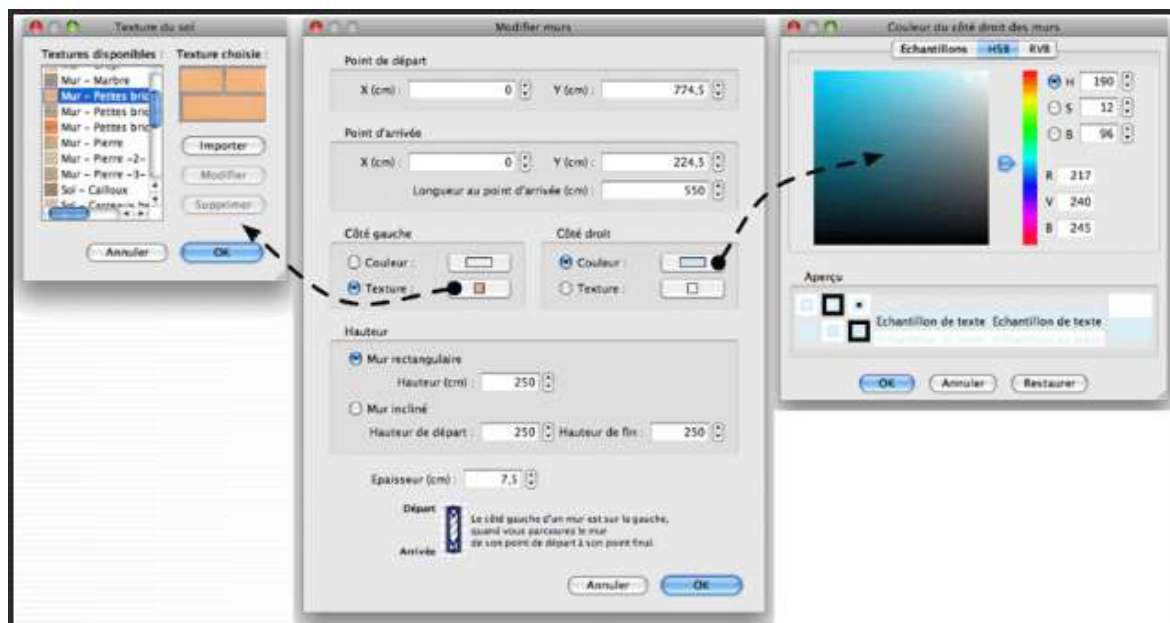 Texture du sol
Textures disponibles :
Texture choisie :
Mur - Marbre
Mur - Petites bric
Mur - Petites bric
Mur - Petites bric
Mur - Pierre
Mur - Pierre -2-
Mur - Pierre -3-
Sol - Cailloux
Importer
Modifier
Supprimer
Annuler
OK
Modifier murs
Point de départ
X (cm) : 0 Y (cm) : 774,5
Point d'arrivée
X (cm) : 0 Y (cm) : 224,5
Longueur au point d'arrivée (cm) : 550
Côté gauche
Couleur :
Texture :
Côté droit
Couleur :
Texture :
Hauteur
Mur rectangulaire
Hauteur (cm) : 250
Mur incliné
Hauteur de départ : 250 Hauteur de fin : 250
Epaisseur (cm) : 7,5
Départ
Arrivée
Le côté gauche d'un mur est sur la gauche,
quand vous parcourez le mur
de son point de départ à son point final.
Annuler
OK
Couleur du côté droit des murs
Echantillons HSB RVB
H 190
S 12
B 96
R 217
V 240
B 245
Aperçu
Echantillon de texte Echantillon de texte
OK
Annuler
Restaurer